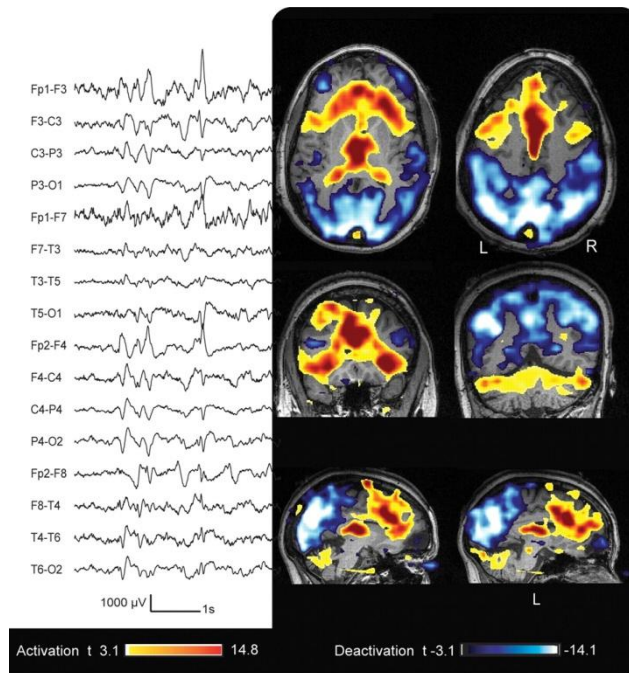 Fp1-F3
F3-C3
C3-P3
P3-O1
Fp1-F7
F7-T3
T3-T5
T5-O1
Fp2-F4
F4-C4
C4-P4
P4-O2
Fp2-F8
F8-T4
T4-T6
T6-O2
1000 µV
1s
L R
L
Activation t 3.1 14.8
Deactivation t -3.1 -14.1